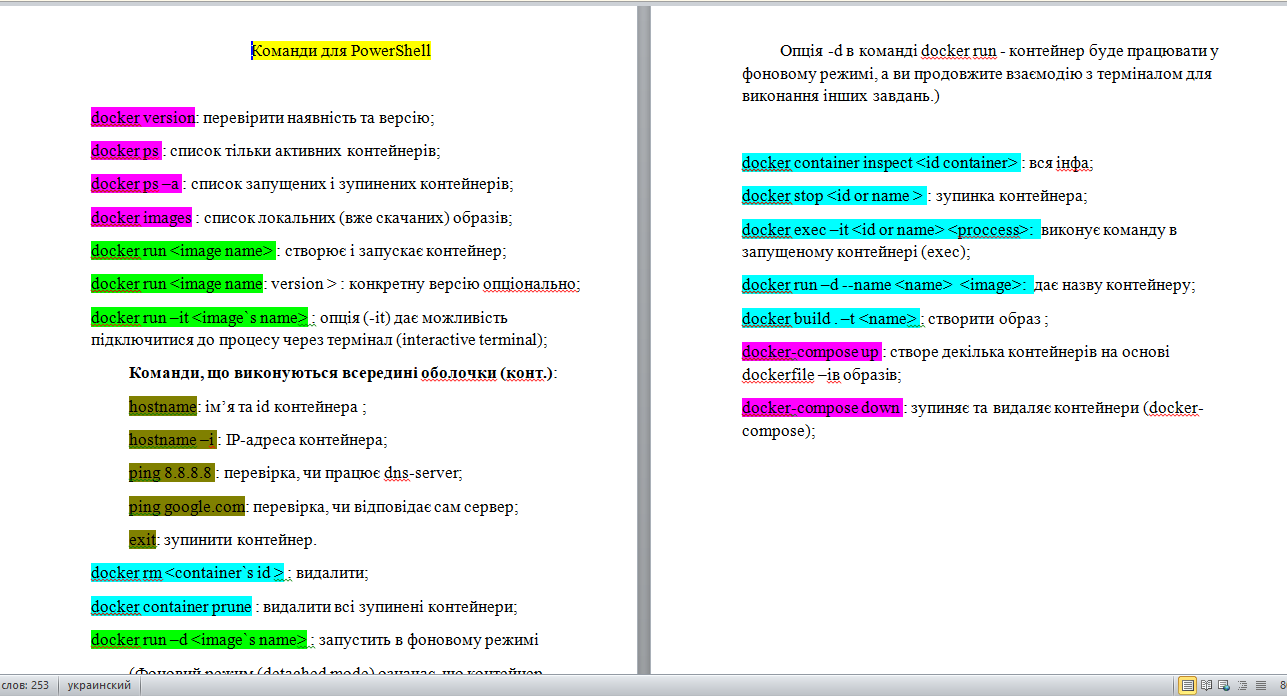 Команди для PowerShell
docker version: перевірити наявність та версію;
docker ps : список тільки активних контейнерів;
docker ps –a : список запущених і зупинених контейнерів;
docker images : список локальних (вже скачаних) образів;
docker run <image name> : створює і запускає контейнер;
docker run <image name: version > : конкретну версію опціонально;
docker run –it <image`s name> : опція (-it) дає можливість
підключитися до процесу через термінал (interactive terminal);
Команди, що виконуються всередині оболочки (конт.):
hostname: ім’я та id контейнера ;
hostname –i : IP-адреса контейнера;
ping 8.8.8.8 : перевірка, чи працює dns-server;
ping google.com: перевірка, чи відповідає сам сервер;
exit: зупинити контейнер.
docker rm <container`s id > : видалити;
docker container prune : видалити всі зупинені контейнери;
docker run –d <image`s name> : запустить в фоновому режимі
(Фоновий режим (detached mode) означає, що контейнер
Опція -d в команді docker run - контейнер буде працювати у
фоновому режимі, а ви продовжите взаємодію з терміналом для
виконання інших завдань.)
docker container inspect <id container> : вся інфа;
docker stop <id or name > : зупинка контейнера;
docker exec –it <id or name> <proccess>: виконує команду в
запущеному контейнері (exec);
docker run –d --name <name> <image>: дає назву контейнеру;
docker build . –t <name> : створити образ ;
docker-compose up : створе декілька контейнерів на основі
dockerfile –ів образів;
docker-compose down : зупиняє та видаляє контейнери (docker-
compose);
слов: 253 украинский